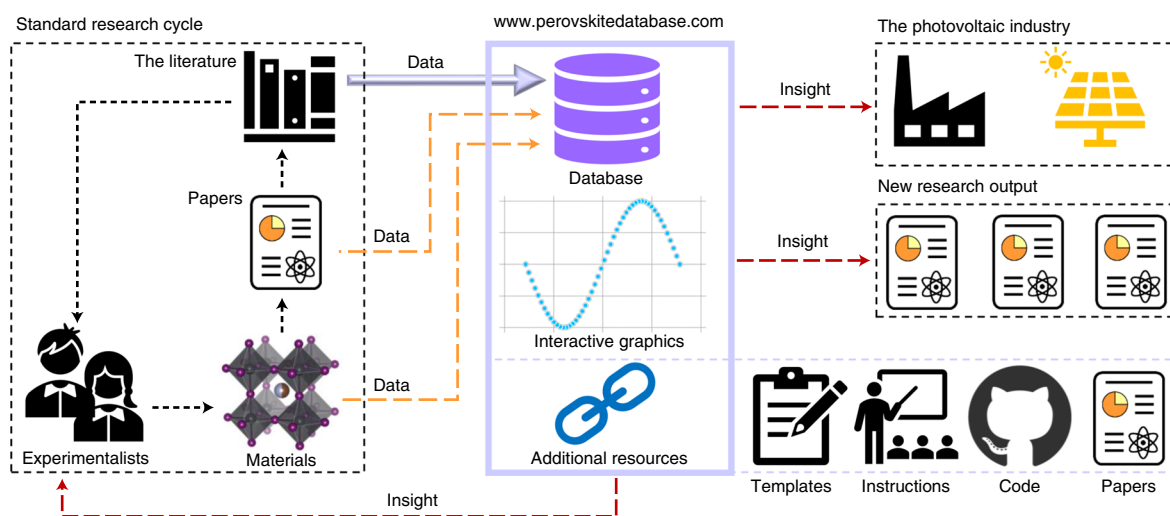 Standard research cycle
www.perovskitedatabase.com
The photovoltaic industry
The literature
Data
Insight
Database
Papers
New research output
Data
Insight
Interactive graphics
Data
Experimentalists
Materials
Additional resources
Templates
Instructions
Code
Papers
Insight